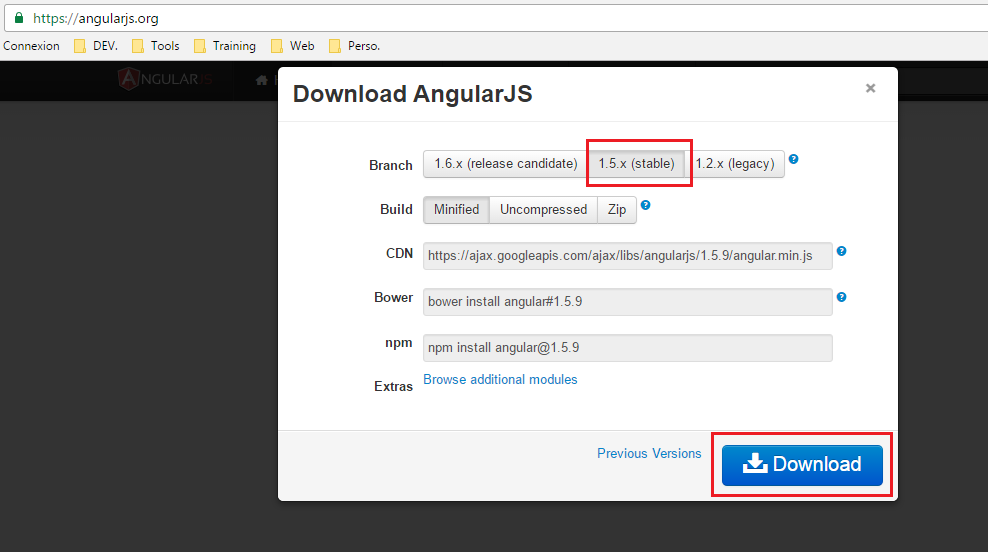 https://angularjs.org
Connexion DEV. Tools Training Web Perso.
ANGULARJS
Download AngularJS ×
Branch 1.6.x (release candidate) 1.5.x (stable) 1.2.x (legacy) ?
Build Minified Uncompressed Zip ?
CDN https://ajax.googleapis.com/ajax/libs/angularjs/1.5.9/angular.min.js ?
Bower bower install angular#1.5.9 ?
npm npm install angular@1.5.9
Extras Browse additional modules
Previous Versions Download